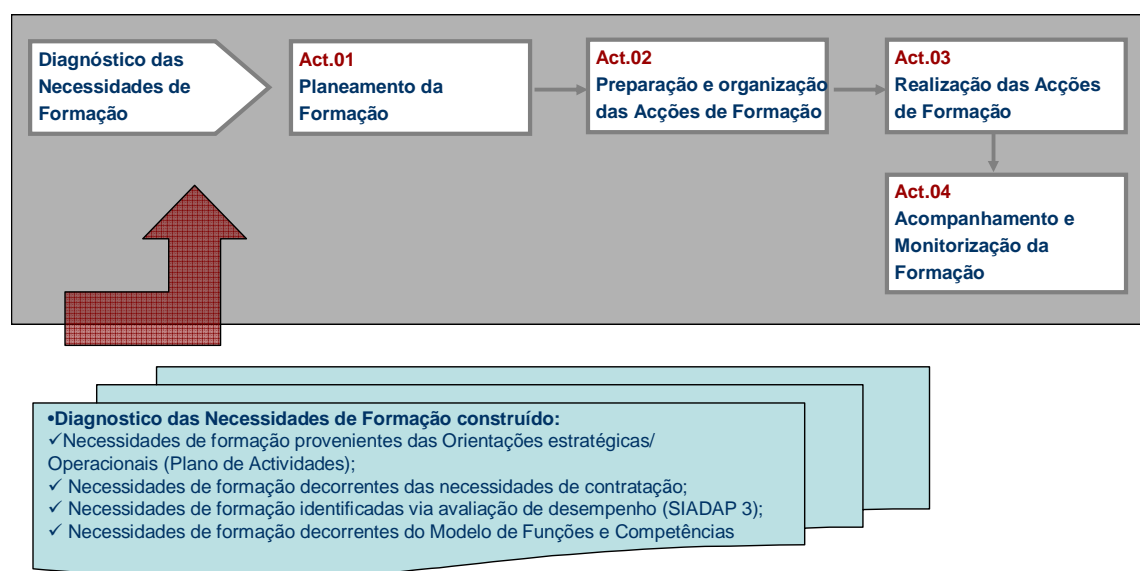 Diagnóstico das
Necessidades de
Formação
Act.01
Planeamento da
Formação
Act.02
Preparação e organização
das Acções de Formação
Act.03
Realização das Acções
de Formação
Act.04
Acompanhamento e
Monitorização da
Formação
•Diagnostico das Necessidades de Formação construído:
✓Necessidades de formação provenientes das Orientações estratégicas/
Operacionais (Plano de Actividades);
✓ Necessidades de formação decorrentes das necessidades de contratação;
✓ Necessidades de formação identificadas via avaliação de desempenho (SIADAP 3);
✓ Necessidades de formação decorrentes do Modelo de Funções e Competências